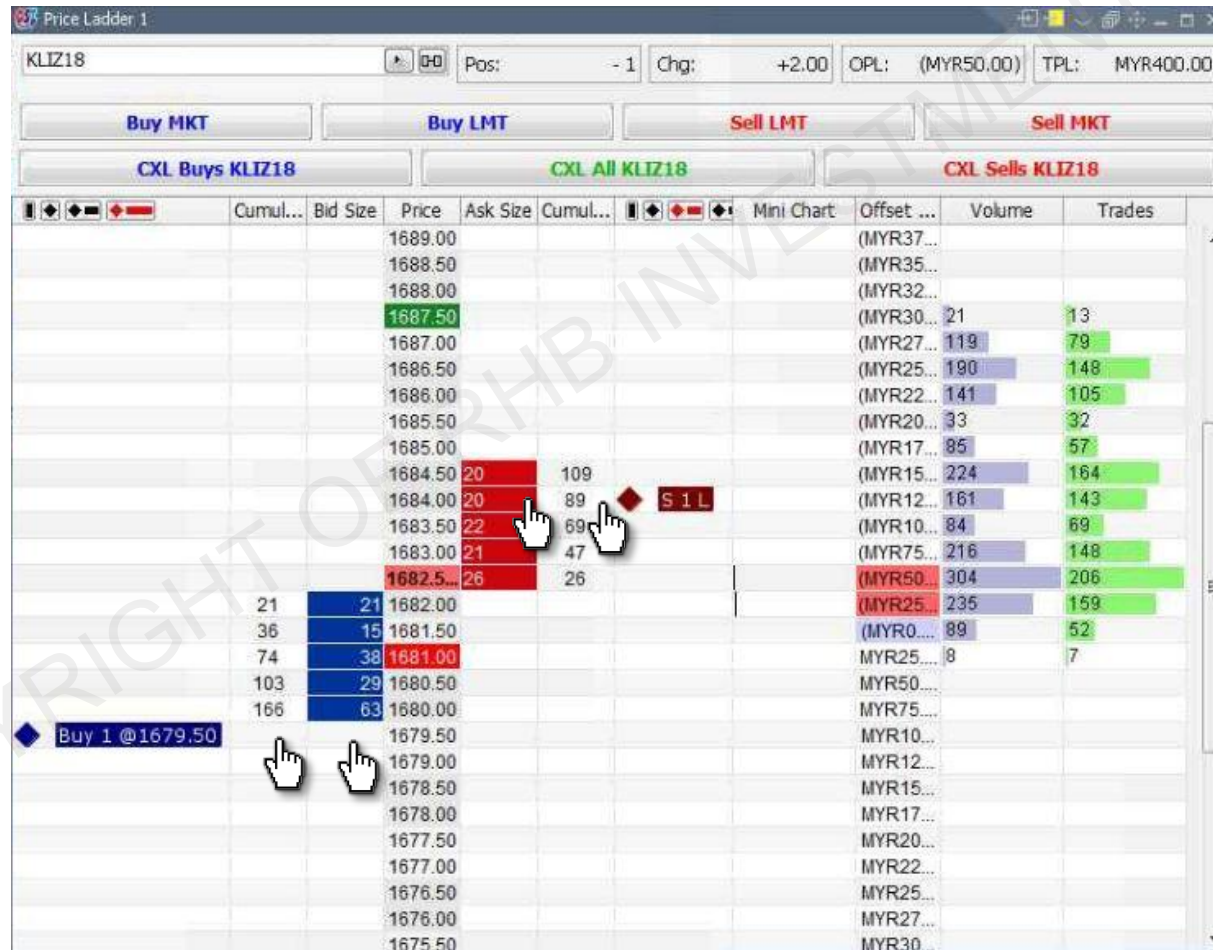 Price Ladder 1
KLIZ18 Pos: - 1 Chg: +2.00 OPL: (MYR50.00) TPL: MYR400.00
Buy MKT Buy LMT Sell LMT Sell MKT
CXL Buys KLIZ18 CXL All KLIZ18 CXL Sells KLIZ18
Cumul... Bid Size Price Ask Size Cumul... Mini Chart Offset ... Volume Trades
1689.00 (MYR37...
1688.50 (MYR35...
1688.00 (MYR32...
1687.50 (MYR30... 21 13
1687.00 (MYR27... 119 79
1686.50 (MYR25... 190 148
1686.00 (MYR22... 141 105
1685.50 (MYR20... 33 32
1685.00 (MYR17... 85 57
1684.50 20 109 (MYR15... 224 164
1684.00 20 89 S 1 L (MYR12... 161 143
1683.50 22 69 (MYR10... 84 69
1683.00 21 47 (MYR75... 216 148
1682.5... 26 26 (MYR50... 304 206
21 21 1682.00 (MYR25... 235 159
36 15 1681.50 (MYR0.... 89 52
74 38 1681.00 MYR25.... 8 7
103 29 1680.50 MYR50....
166 63 1680.00 MYR75....
Buy 1 @1679.50 1679.50 MYR10...
1679.00 MYR12...
1678.50 MYR15...
1678.00 MYR17...
1677.50 MYR20...
1677.00 MYR22...
1676.50 MYR25...
1676.00 MYR27...
1675.50 MYR30...
YRIGHT OF RHB INVESTMEN